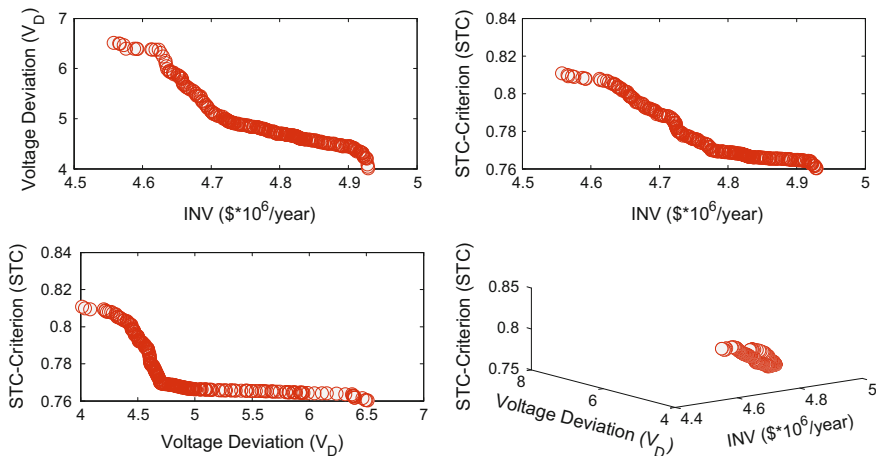 Voltage Deviation (V_D)
7
6
5
4
4.5 4.6 4.7 4.8 4.9 5
INV ($*10^6/year)
STC-Criterion (STC)
0.84
0.82
0.8
0.78
0.76
4.5 4.6 4.7 4.8 4.9 5
INV ($*10^6/year)
STC-Criterion (STC)
0.84
0.82
0.8
0.78
0.76
4 4.5 5 5.5 6 6.5 7
Voltage Deviation (V_D)
STC-Criterion (STC)
0.85
0.8
0.75
8 6 4
Voltage Deviation (V_D)
4.4 4.6 4.8 5
INV ($*10^6/year)